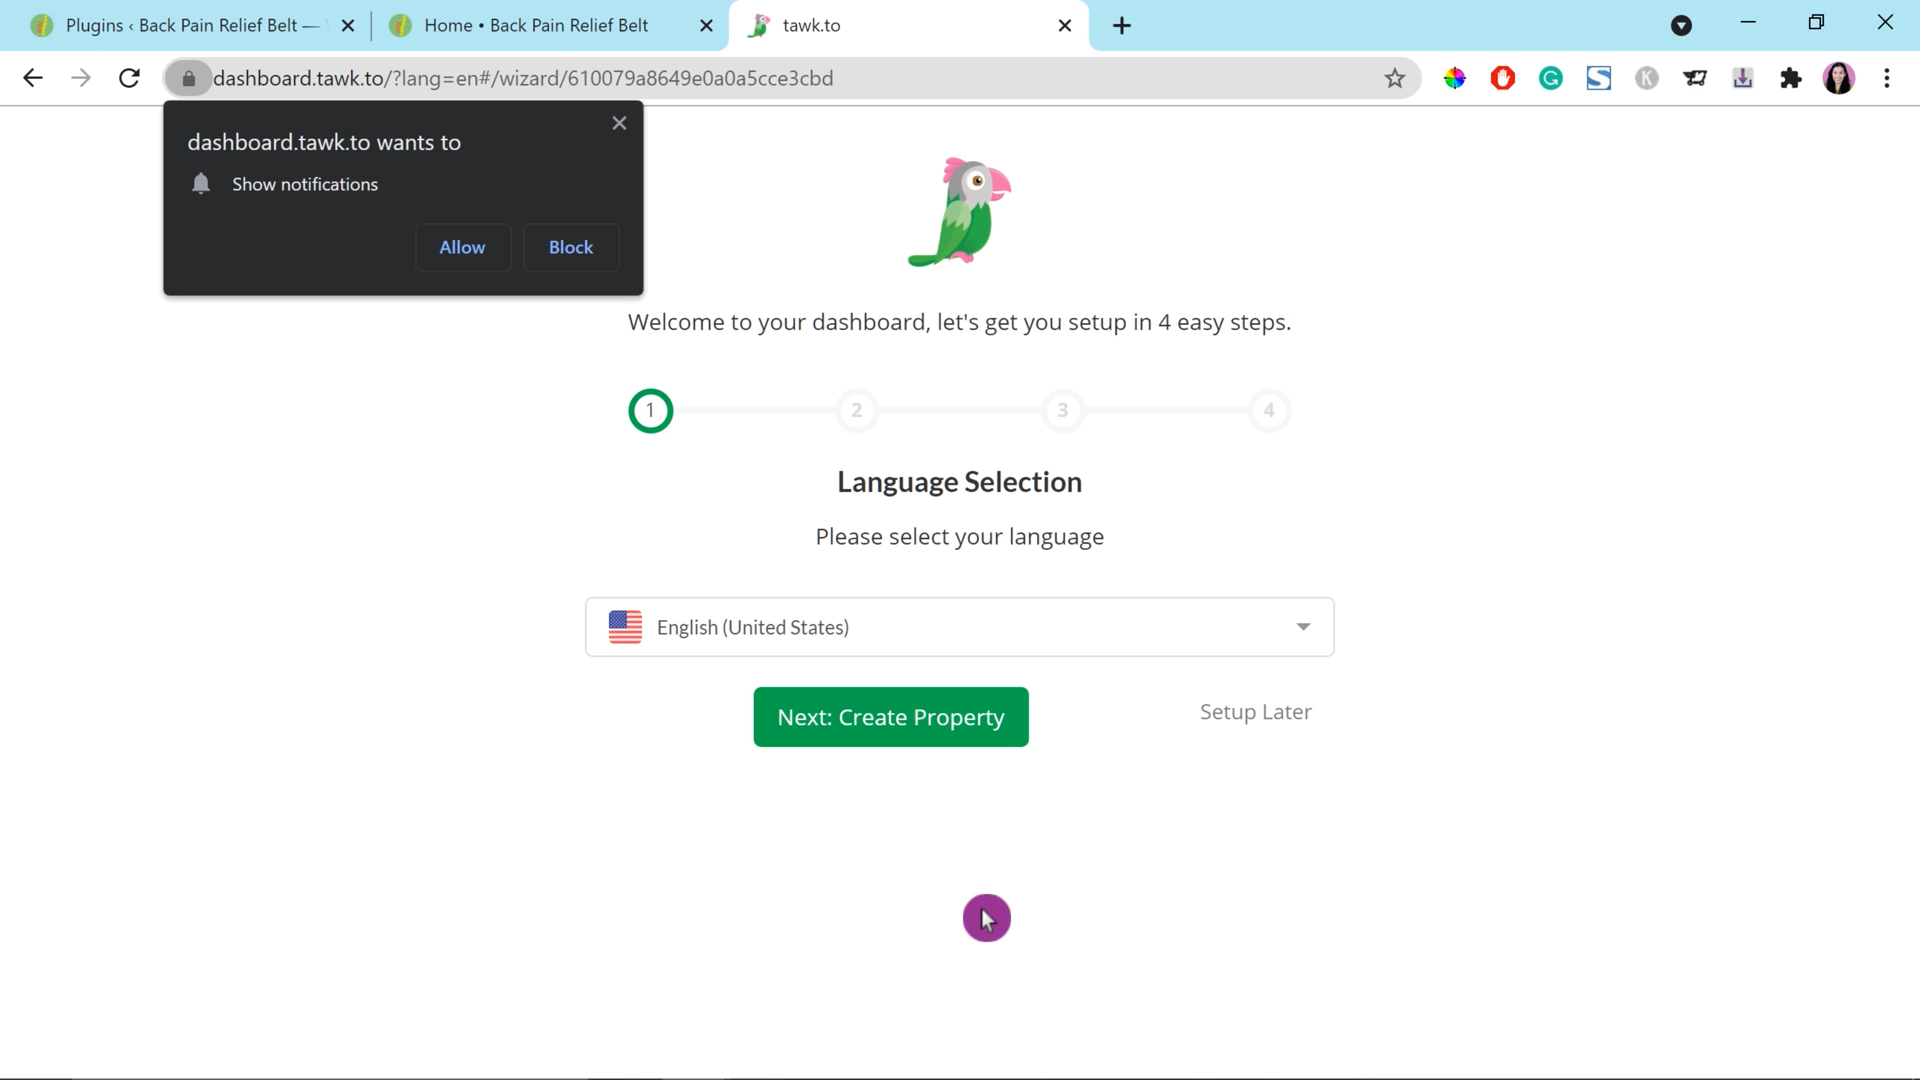 Plugins ‹ Back Pain Relief Belt —
Home • Back Pain Relief Belt
tawk.to
dashboard.tawk.to/?lang=en#/wizard/610079a8649e0a0a5cce3cbd
dashboard.tawk.to wants to
Show notifications
Allow
Block
Welcome to your dashboard, let's get you setup in 4 easy steps.
1
2
3
4
Language Selection
Please select your language
English (United States)
Next: Create Property
Setup Later